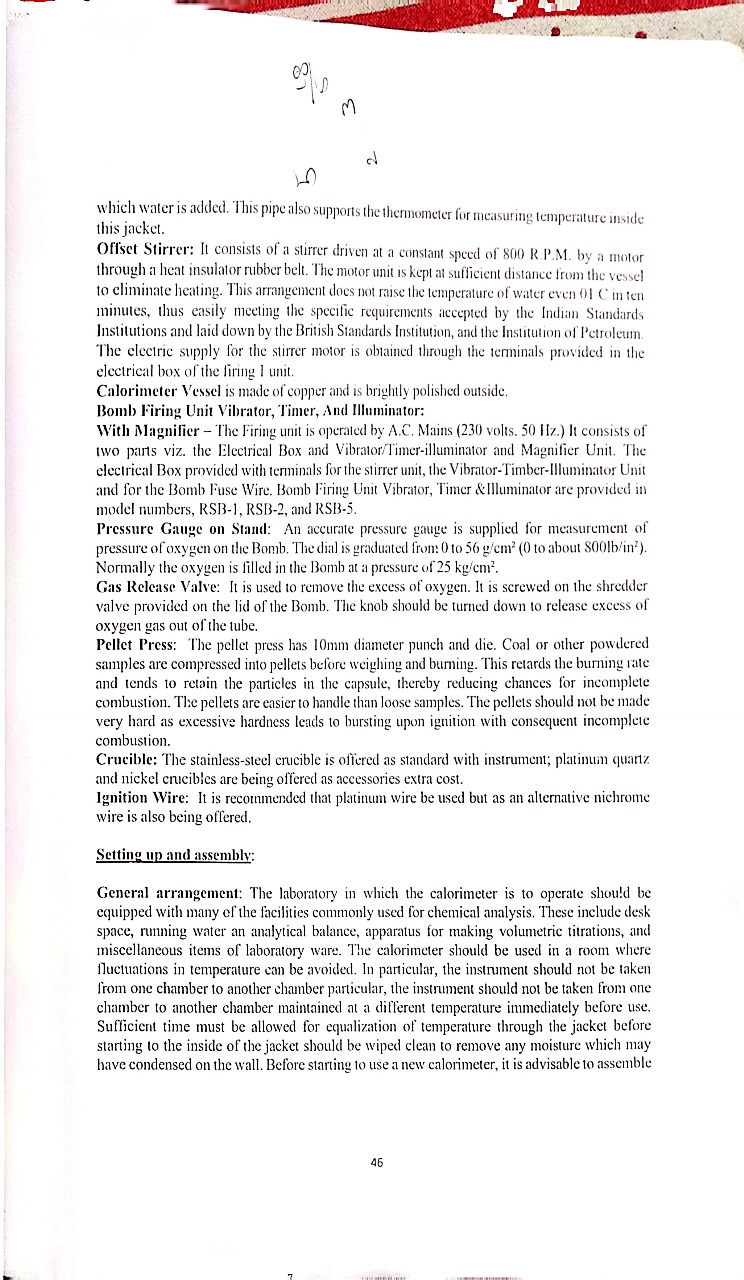 3
5
which water is added. This pipe also supports the thermometer for measuring temperature inside
this jacket.
Offset Stirrer: It consists of a stirrer driven at a constant speed of 800 R.P.M. by a motor
through a heat insulator rubber belt. The motor unit is kept at sufficient distance from the vessel
to eliminate heating. This arrangement does not raise the temperature of water even 01 C in ten
minutes, thus easily meeting the specific requirements accepted by the Indian Standards
Institutions and laid down by the British Standards Institution, and the Institution of Petroleum.
The electric supply for the stirrer motor is obtained through the terminals provided in the
electrical box of the firing 1 unit.
Calorimeter Vessel is made of copper and is brightly polished outside.
Bomb Firing Unit Vibrator, Timer, And Illuminator:
With Magnifier – The Firing unit is operated by A.C. Mains (230 volts. 50 Hz.) It consists of
two parts viz. the Electrical Box and Vibrator/Timer-illuminator and Magnifier Unit. The
electrical Box provided with terminals for the stirrer unit, the Vibrator-Timber-Illuminator Unit
and for the Bomb Fuse Wire. Bomb Firing Unit Vibrator, Timer &Illuminator are provided in
model numbers, RSB-1, RSB-2, and RSB-5.
Pressure Gauge on Stand: An accurate pressure gauge is supplied for measurement of
pressure of oxygen on the Bomb. The dial is graduated from 0 to 56 g/cm² (0 to about 800lb/in²).
Normally the oxygen is filled in the Bomb at a pressure of 25 kg/cm².
Gas Release Valve: It is used to remove the excess of oxygen. It is screwed on the shredder
valve provided on the lid of the Bomb. The knob should be turned down to release excess of
oxygen gas out of the tube.
Pellet Press: The pellet press has 10mm diameter punch and die. Coal or other powdered
samples are compressed into pellets before weighing and burning. This retards the burning rate
and tends to retain the particles in the capsule, thereby reducing chances for incomplete
combustion. The pellets are easier to handle than loose samples. The pellets should not be made
very hard as excessive hardness leads to bursting upon ignition with consequent incomplete
combustion.
Crucible: The stainless-steel crucible is offered as standard with instrument; platinum quartz
and nickel crucibles are being offered as accessories extra cost.
Ignition Wire: It is recommended that platinum wire be used but as an alternative nichrome
wire is also being offered.
Setting up and assembly:
General arrangement: The laboratory in which the calorimeter is to operate should be
equipped with many of the facilities commonly used for chemical analysis. These include desk
space, running water an analytical balance, apparatus for making volumetric titrations, and
miscellaneous items of laboratory ware. The calorimeter should be used in a room where
fluctuations in temperature can be avoided. In particular, the instrument should not be taken
from one chamber to another chamber particular, the instrument should not be taken from one
chamber to another chamber maintained at a different temperature immediately before use.
Sufficient time must be allowed for equalization of temperature through the jacket before
starting to the inside of the jacket should be wiped clean to remove any moisture which may
have condensed on the wall. Before starting to use a new calorimeter, it is advisable to assemble
46
7